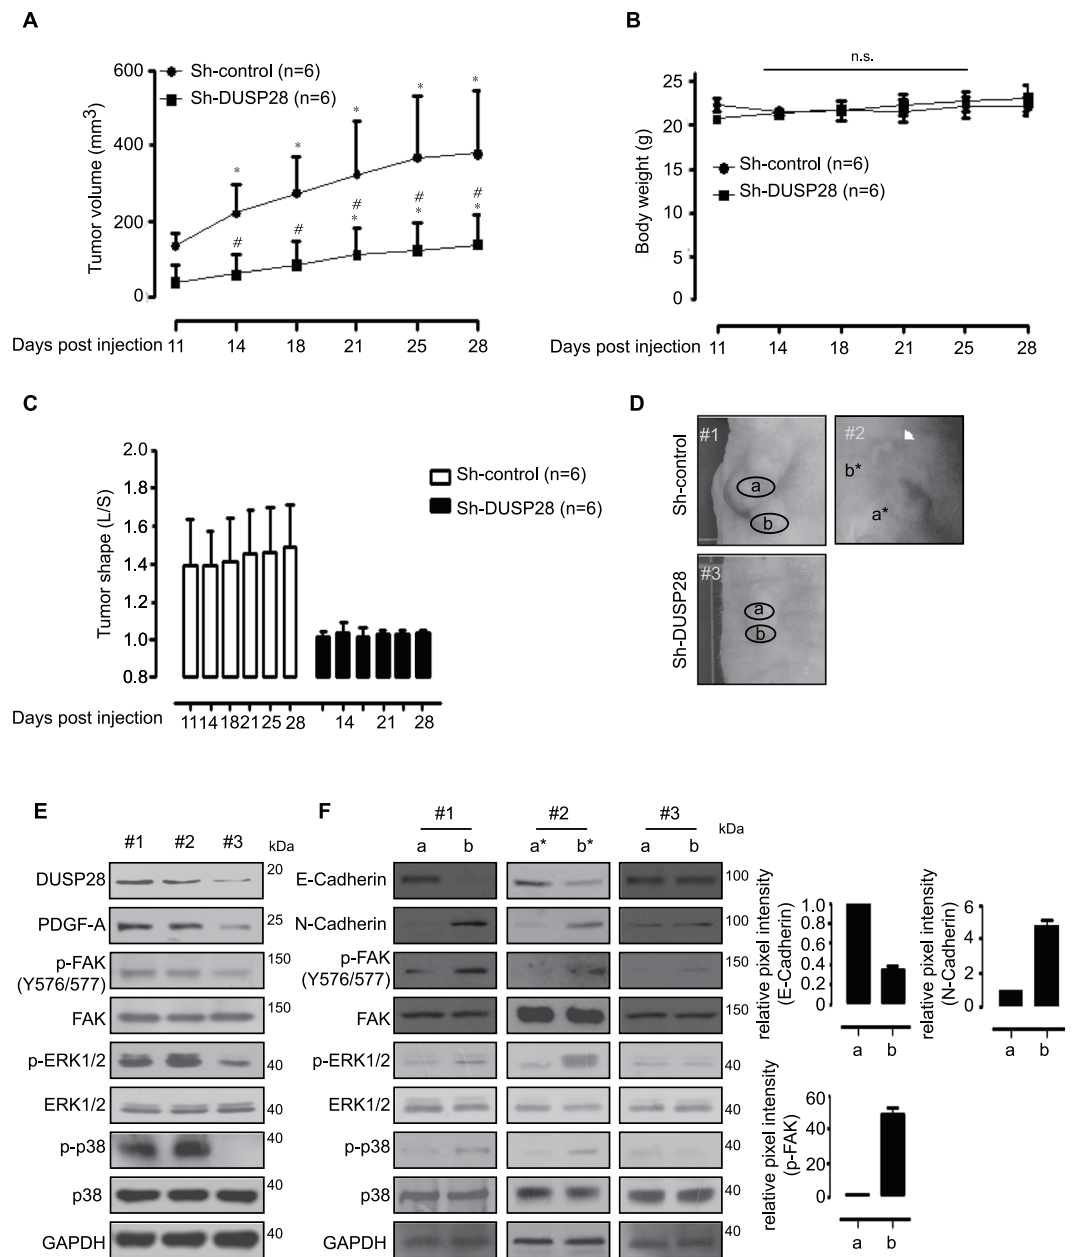 A
600
400
200
0
Tumor volume (mm3)
Sh-control (n=6)
Sh-DUSP28 (n=6)
* * * * *
# # # # #
* * *
Days post injection 11 14 18 21 25 28
B
n.s.
25
20
15
10
5
0
Body weight (g)
Sh-control (n=6)
Sh-DUSP28 (n=6)
Days post injection 11 14 18 21 25 28
C
2.0
1.8
1.6
1.4
1.2
1.0
0.8
Tumor shape (L/S)
Sh-control (n=6)
Sh-DUSP28 (n=6)
Days post injection 11 14 18 21 25 28 14 21 28
D
Sh-control
#1
a
b
#2
b*
a*
Sh-DUSP28
#3
a
b
E
#1 #2 #3 kDa
DUSP28 20
PDGF-A 25
p-FAK 150
(Y576/577)
FAK 150
p-ERK1/2 40
ERK1/2 40
p-p38 40
p38 40
GAPDH 40
F
#1 #2 #3 kDa
a b a* b* a b
E-Cadherin 100
N-Cadherin 100
p-FAK 150
(Y576/577)
FAK 150
p-ERK1/2 40
ERK1/2 40
p-p38 40
p38 40
GAPDH 40
relative pixel intensity
(E-Cadherin)
1.0
0.8
0.6
0.4
0.2
0
a b
relative pixel intensity
(N-Cadherin)
6
4
2
0
a b
relative pixel intensity
(p-FAK)
60
40
20
0
a b